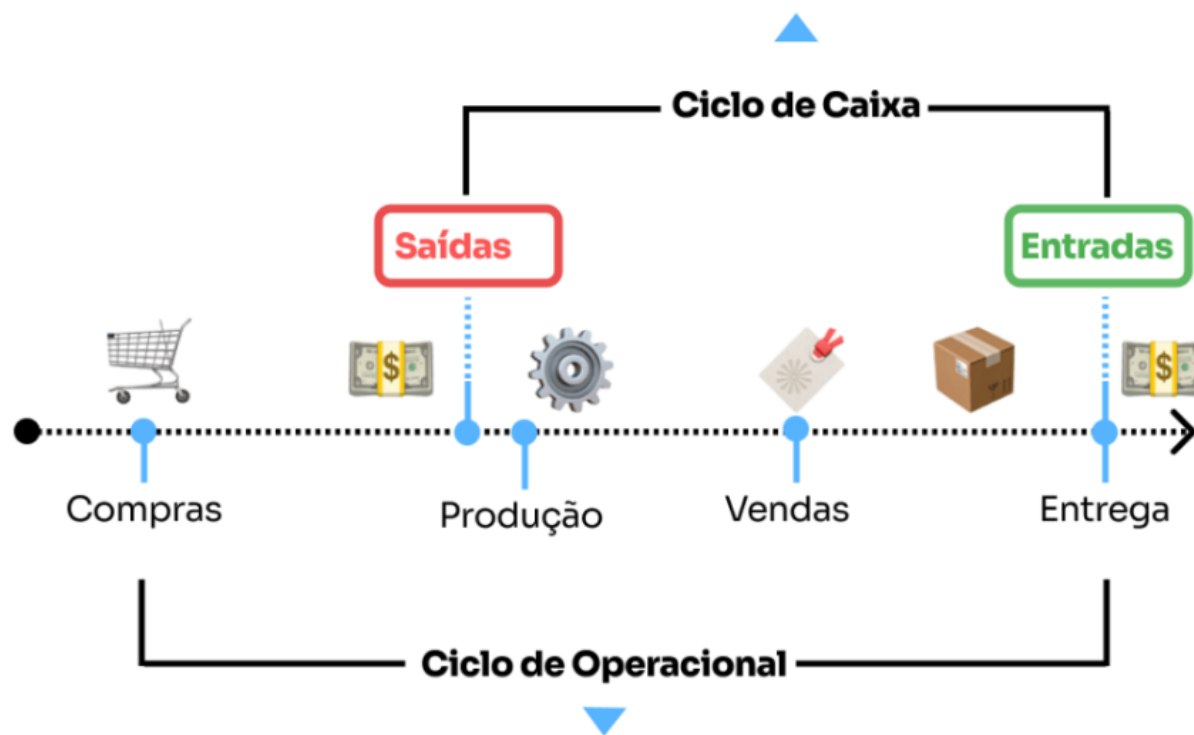 Ciclo de Caixa
Saídas
Entradas
$
$
Compras
Produção
Vendas
Entrega
Ciclo de Operacional